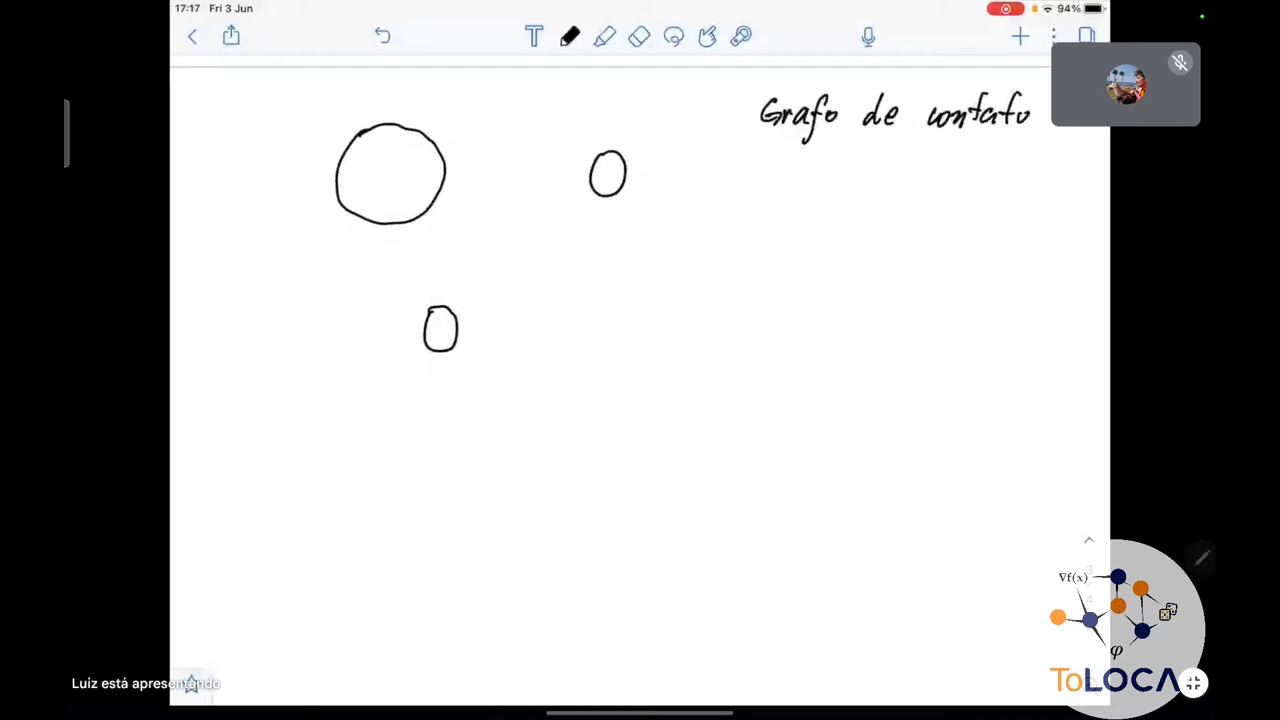 17:17 Fri 3 Jun 94%
Grafo de contato
∇f(x)
φ
ToLOCA
Luiz está apresentando